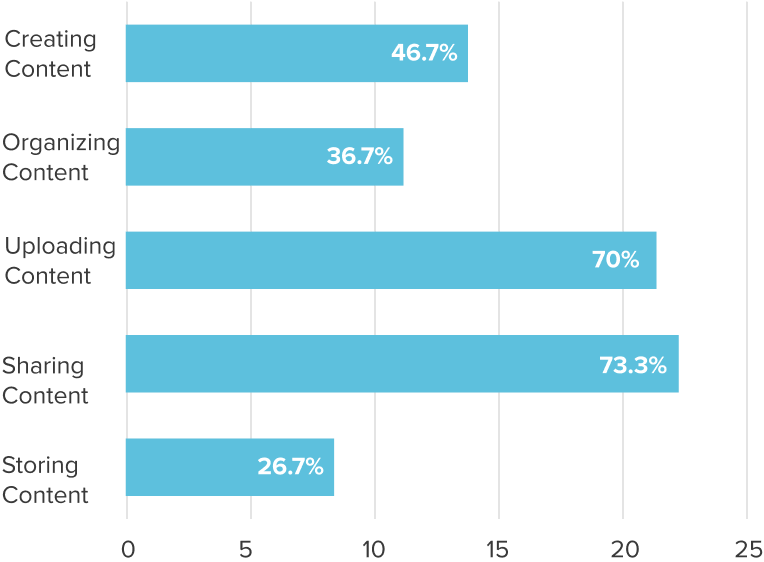 Creating
Content
46.7%
Organizing
Content
36.7%
Uploading
Content
70%
Sharing
Content
73.3%
Storing
Content
26.7%
0 5 10 15 20 25